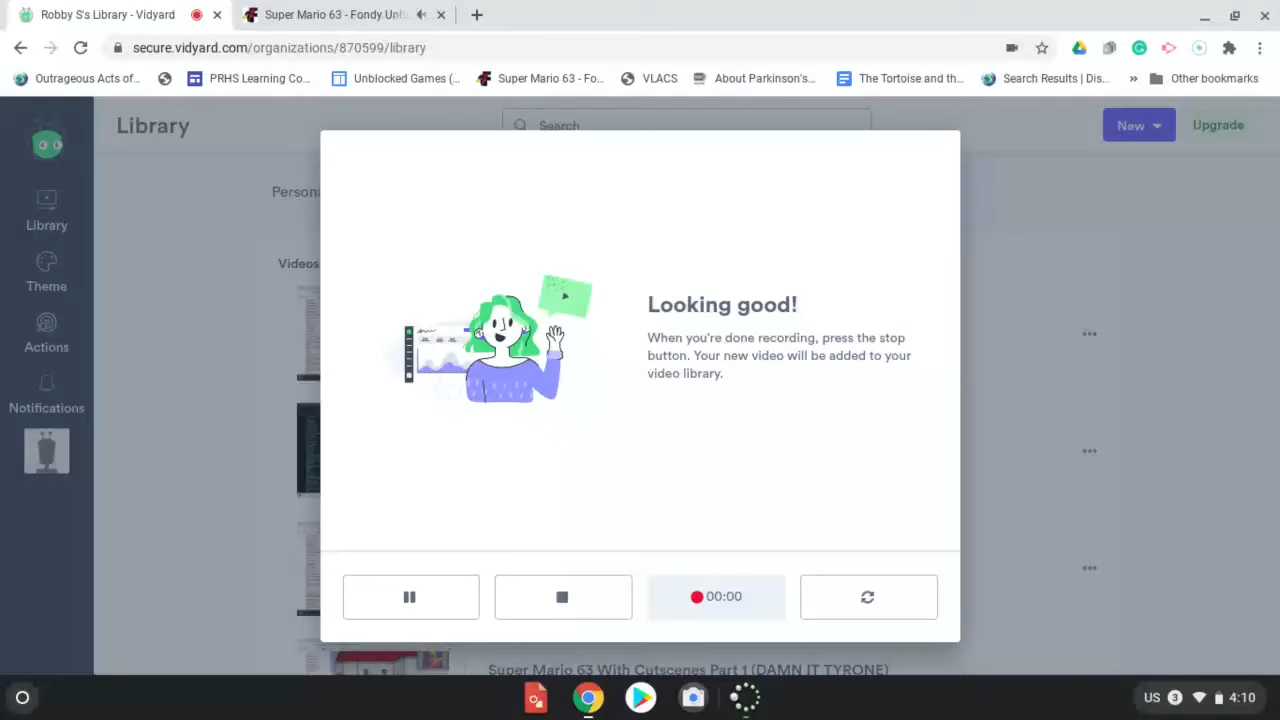 Robby S's Library - Vidyard
Super Mario 63 - Fondy Unb
secure.vidyard.com/organizations/870599/library
Outrageous Acts of...
PRHS Learning Co...
Unblocked Games (...
Super Mario 63 - Fo...
VLACS
About Parkinson's...
The Tortoise and th...
Search Results | Dis...
»
Other bookmarks
Library
Search
New
Upgrade
Persona
Library
Theme
Actions
Notifications
Videos
Looking good!
When you're done recording, press the stop
button. Your new video will be added to your
video library.
00:00
Super Mario 63 With Cutscenes Part 1 (DAMN IT TYRONE)
US 3 4:10